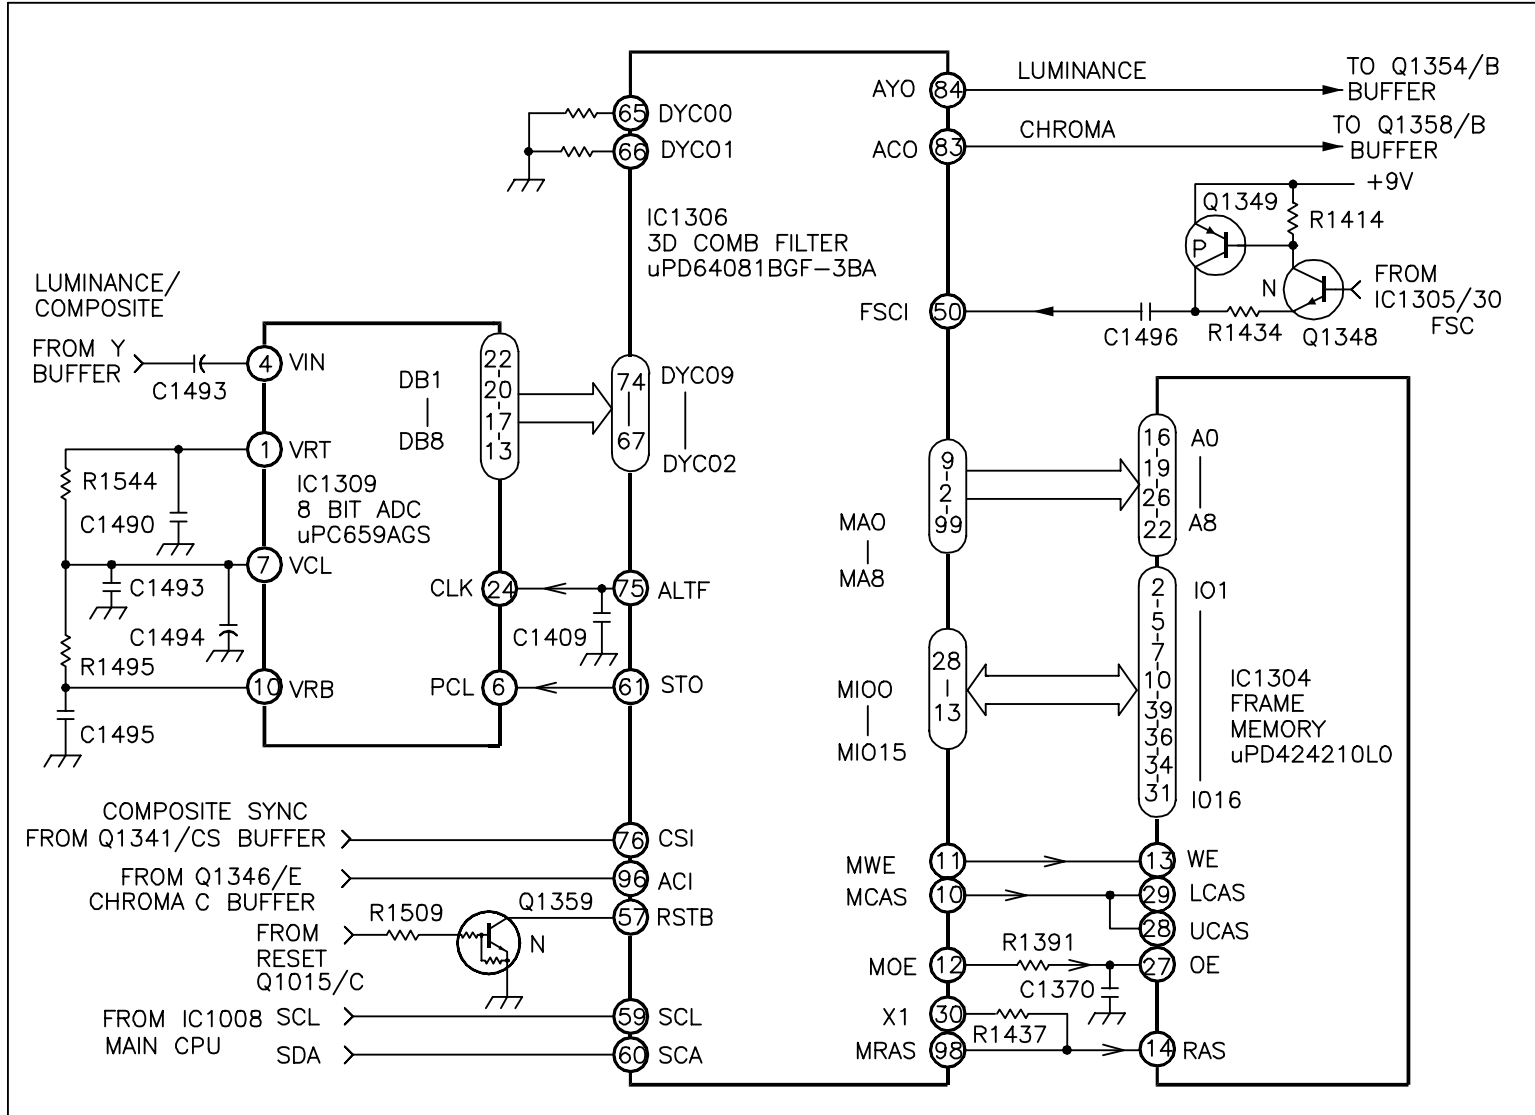 AYO 84 LUMINANCE TO Q1354/B
BUFFER
65 DYC00
66 DYCO1
ACO 83 CHROMA TO Q1358/B
BUFFER
+9V
Q1349
R1414
P
IC1306
3D COMB FILTER
uPD64081BGF-3BA
N
FROM
IC1305/30
FSC
FSCI 50
C1496
R1434
Q1348
LUMINANCE/
COMPOSITE
FROM Y
BUFFER
C1493
4 VIN
DB1
DB8
22
20
17
13
74
67
DYC09
DYC02
1 VRT
R1544
C1490
IC1309
8 BIT ADC
uPC659AGS
7 VCL
C1493
C1494
R1495
10 VRB
C1495
CLK 24
75 ALTF
C1409
PCL 6
61 STO
MA0
MA8
9
2
99
16
19
26
22
A0
A8
MIO0
MIO15
28
13
2
5
7
10
39
36
34
31
IO1
IO16
IC1304
FRAME
MEMORY
uPD424210L0
COMPOSITE SYNC
FROM Q1341/CS BUFFER
76 CSI
FROM Q1346/E
CHROMA C BUFFER
96 ACI
R1509
Q1359
57 RSTB
FROM
RESET
Q1015/C
N
FROM IC1008
MAIN CPU
SCL
59 SCL
SDA
60 SCA
MWE 11
13 WE
MCAS 10
29 LCAS
28 UCAS
MOE 12
R1391
27 OE
C1370
X1 30
R1437
MRAS 98
14 RAS